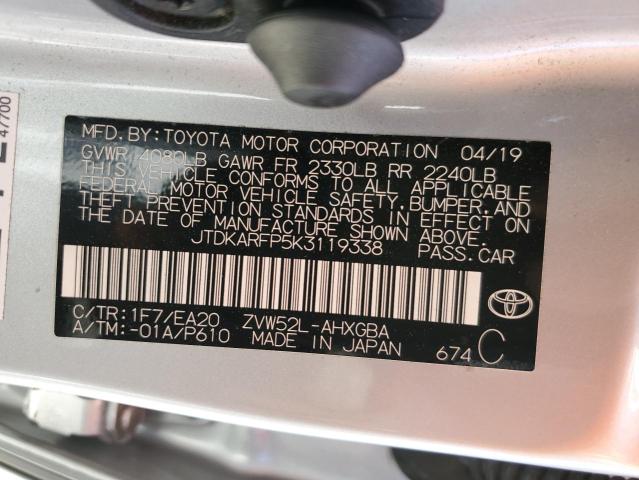 MFD.BY:TOYOTA MOTOR CORPORATION 04/19
GVWR 4080LB GAWR FR 2330LB RR 2240LB
THIS VEHICLE CONFORMS TO ALL APPLICABLE
FEDERAL MOTOR VEHICLE SAFETY,BUMPER,AND
THEFT PREVENTION STANDARDS IN EFFECT ON
THE DATE OF MANUFACTURE SHOWN ABOVE.
JTDKARFP5K3119338 PASS.CAR
C/TR:1F7/EA20 ZVW52L-AHXGBA
A/TM:-01A/P610 MADE IN JAPAN 674 C
47700